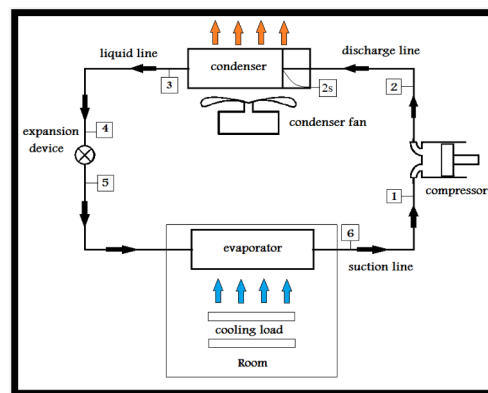 liquid line
condenser
discharge line
3
2s
2
condenser fan
4
expansion
device
5
1
compressor
evaporator
6
suction line
cooling load
Room